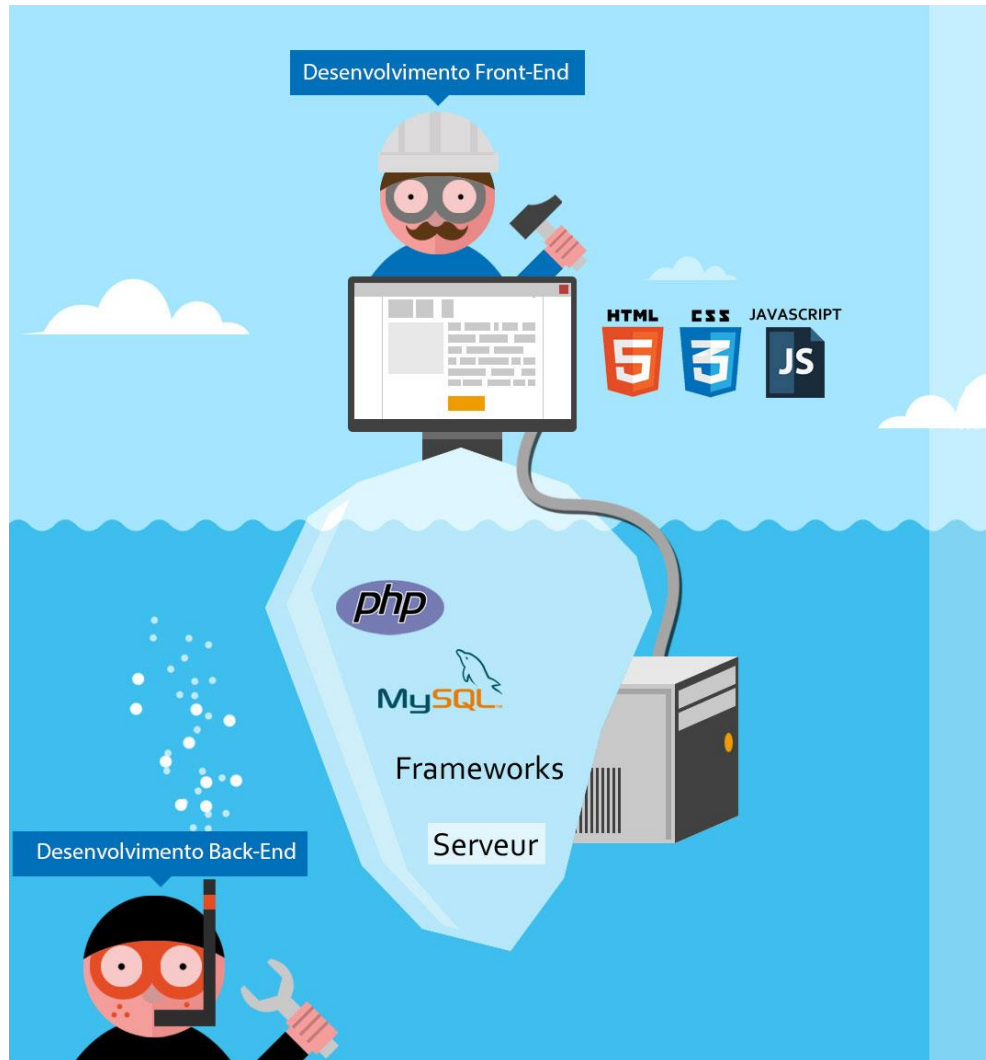 Desenvolvimento Front-End
HTML CSS JAVASCRIPT
5 3 JS
php
MySQL
Frameworks
Serveur
Desenvolvimento Back-End